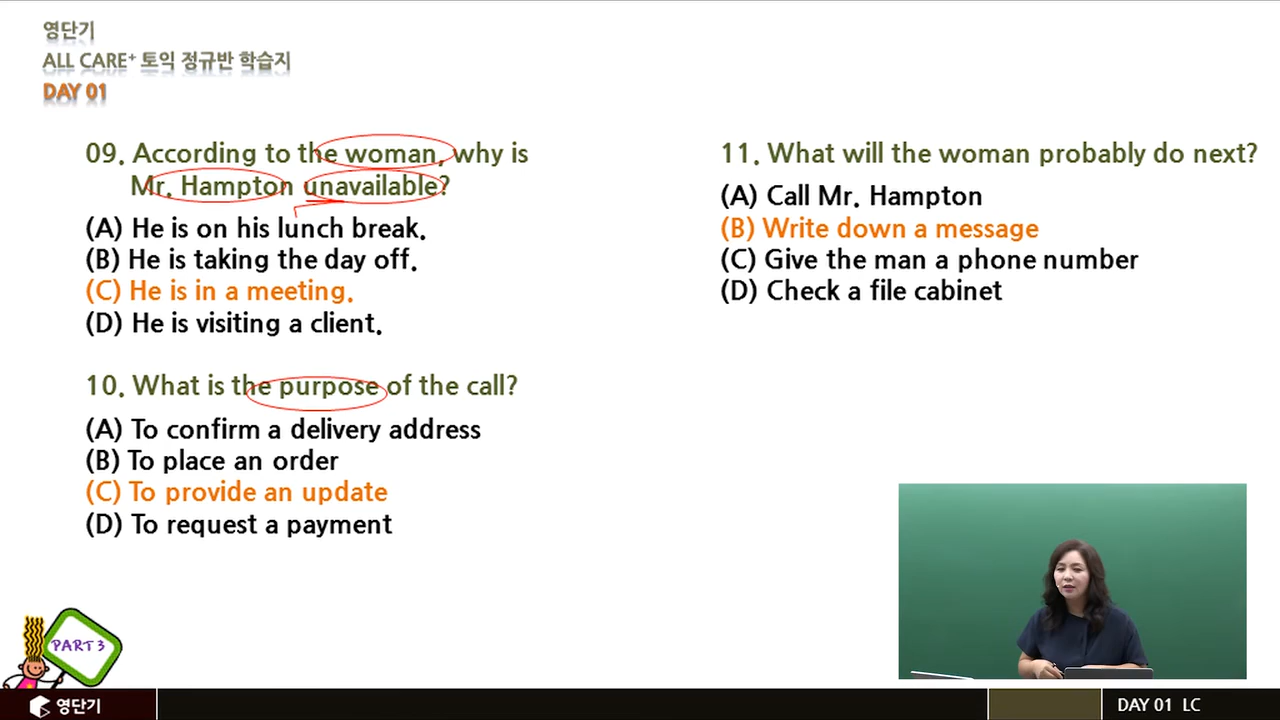 영단기
ALL CARE+ 토익 정규반 학습지
DAY 01
09. According to the woman, why is
Mr. Hampton unavailable?
(A) He is on his lunch break.
(B) He is taking the day off.
(C) He is in a meeting.
(D) He is visiting a client.
10. What is the purpose of the call?
(A) To confirm a delivery address
(B) To place an order
(C) To provide an update
(D) To request a payment
11. What will the woman probably do next?
(A) Call Mr. Hampton
(B) Write down a message
(C) Give the man a phone number
(D) Check a file cabinet
PART 3
영단기
DAY 01 LC